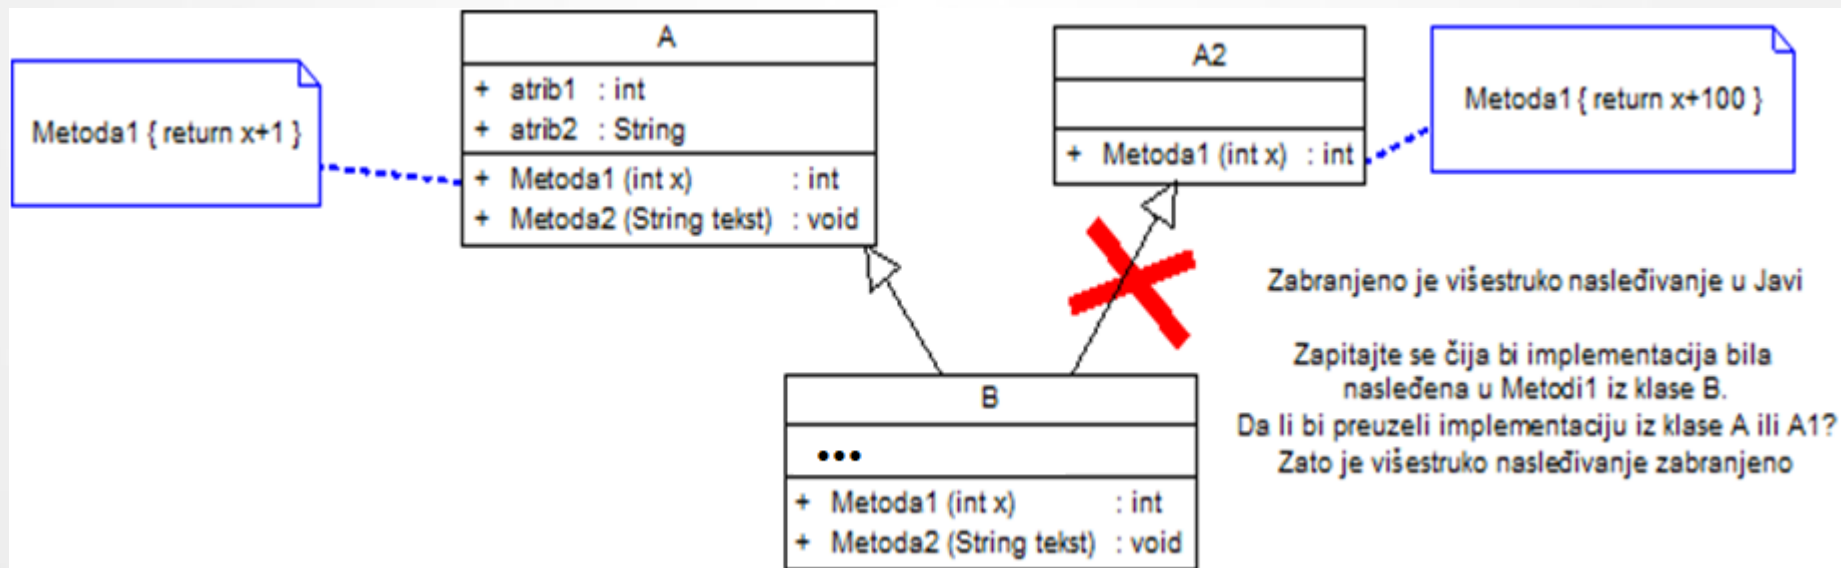 Metoda1 { return x+1 }
A
+ atrib1 : int
+ atrib2 : String
+ Metoda1 (int x) : int
+ Metoda2 (String tekst) : void
A2
+ Metoda1 (int x) : int
Metoda1 { return x+100 }
Zabranjeno je višestruko nasleđivanje u Javi
Zapitajte se čija bi implementacija bila
nasleđena u Metodi1 iz klase B.
Da li bi preuzeli implementaciju iz klase A ili A1?
Zato je višestruko nasleđivanje zabranjeno
B
•••
+ Metoda1 (int x) : int
+ Metoda2 (String tekst) : void